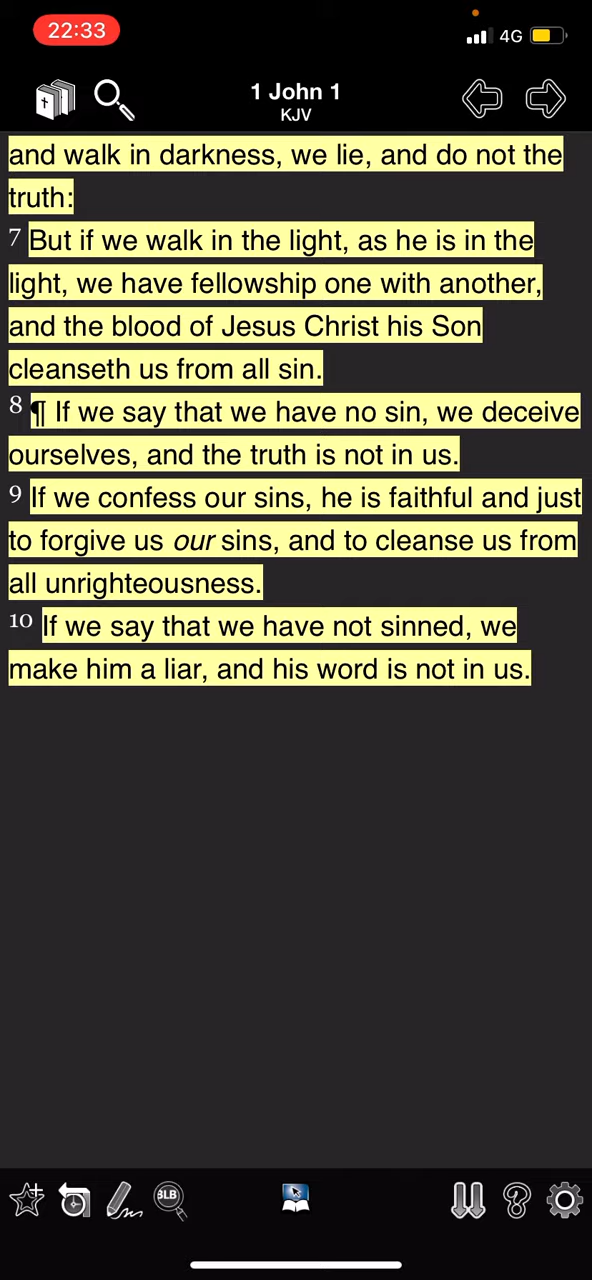 22:33
4G
1 John 1
KJV
and walk in darkness, we lie, and do not the
truth:
7 But if we walk in the light, as he is in the
light, we have fellowship one with another,
and the blood of Jesus Christ his Son
cleanseth us from all sin.
8 ¶ If we say that we have no sin, we deceive
ourselves, and the truth is not in us.
9 If we confess our sins, he is faithful and just
to forgive us our sins, and to cleanse us from
all unrighteousness.
10 If we say that we have not sinned, we
make him a liar, and his word is not in us.
BLB